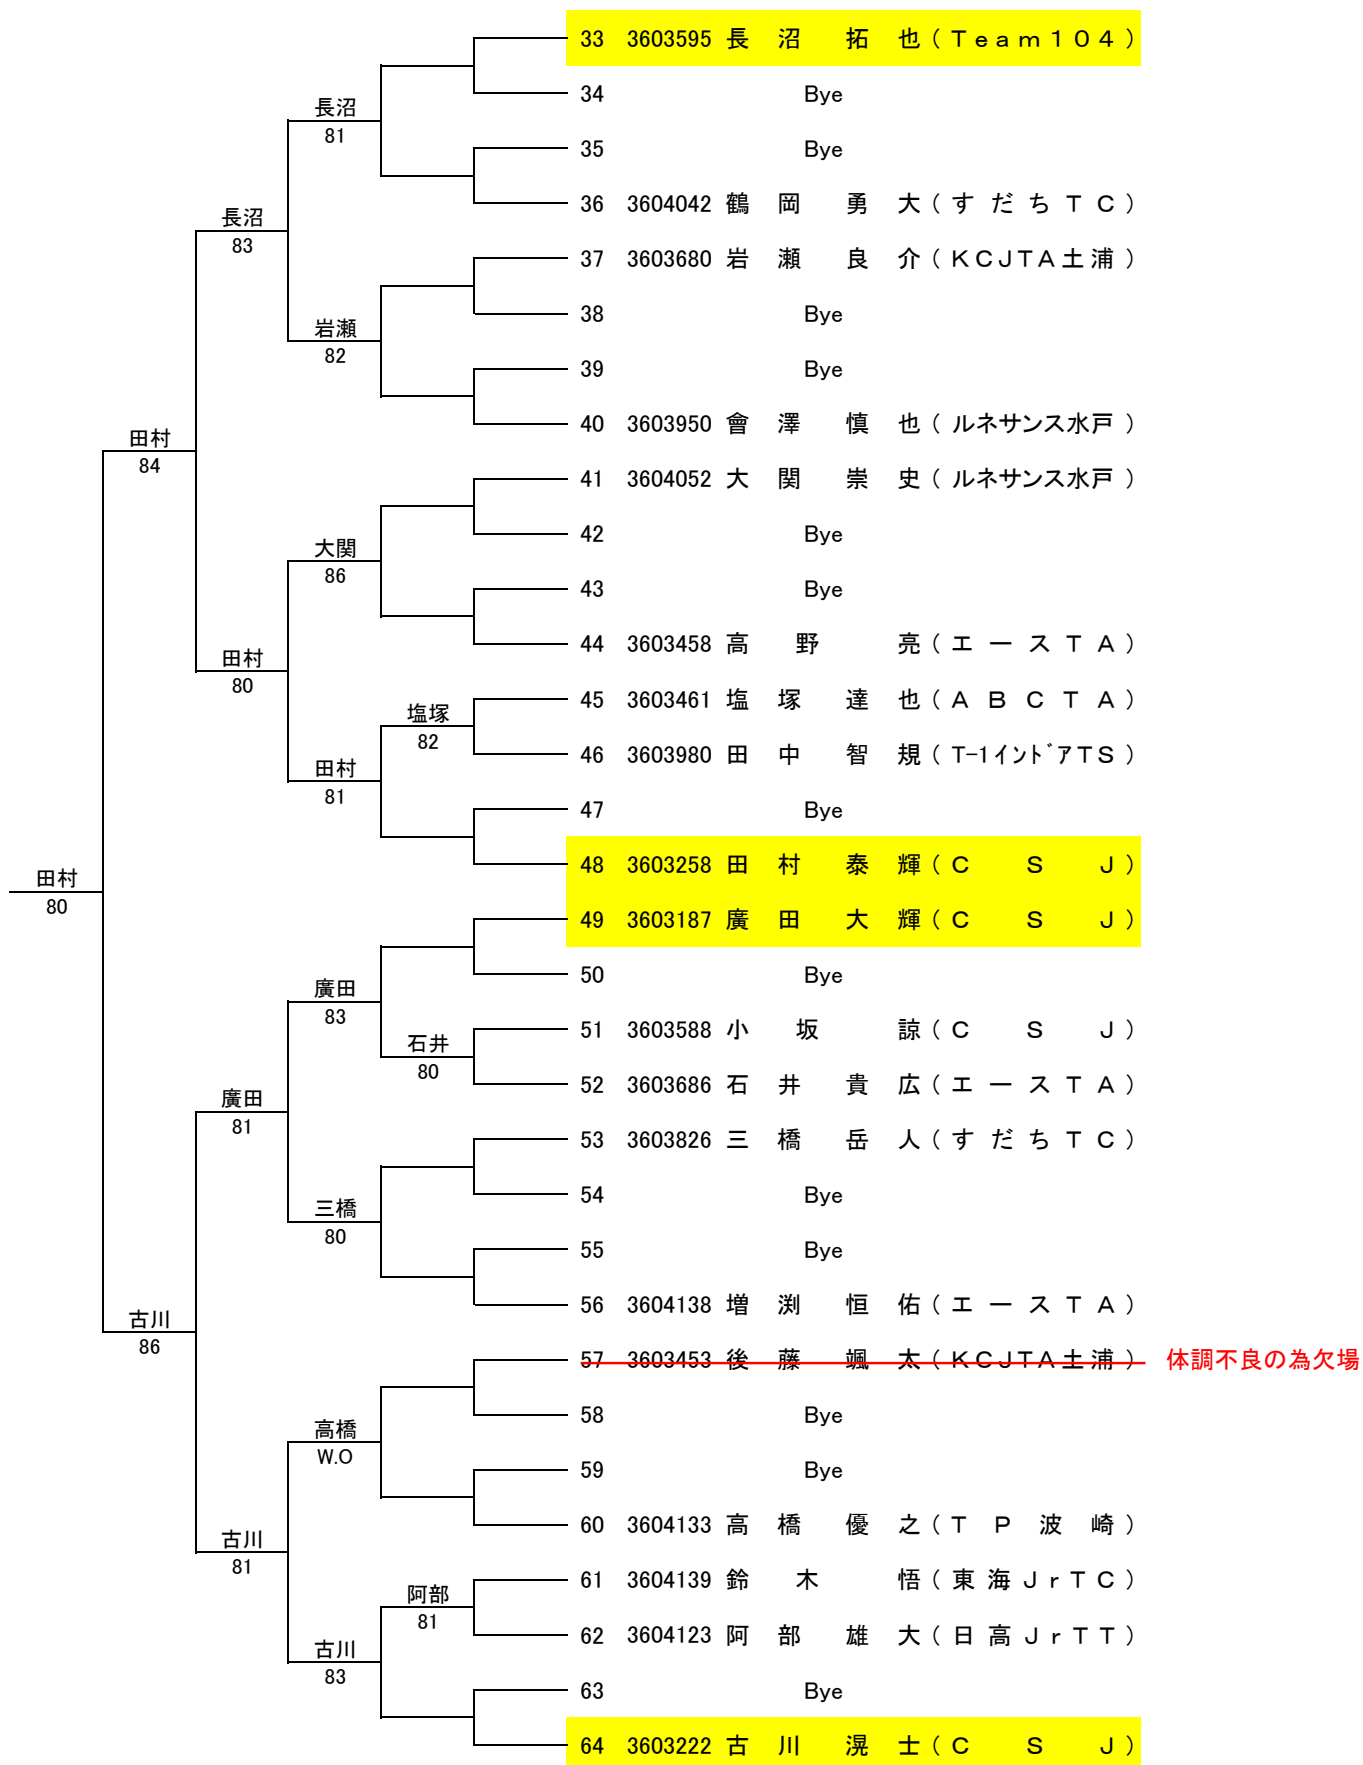 33 3603595 長沼 拓也 (Team104)
34 Bye
長沼
81
35 Bye
36 3604042 鶴岡 勇大 (すだちTC)
長沼
83
37 3603680 岩瀬 良介 (KCJTA土浦)
38 Bye
岩瀬
82
39 Bye
40 3603950 會澤 慎也 (ルネサンス水戸)
田村
84
41 3604052 大関 崇史 (ルネサンス水戸)
42 Bye
大関
86
43 Bye
44 3603458 高野 亮 (エースTA)
田村
80
45 3603461 塩塚 達也 (ABCTA)
塩塚
82
46 3603980 田中 智規 (T-1インドアTS)
田村
81
47 Bye
48 3603258 田村 泰輝 (CSJ)
田村
80
49 3603187 廣田 大輝 (CSJ)
50 Bye
廣田
83
51 3603588 小坂 諒 (CSJ)
石井
80
52 3603686 石井 貴広 (エースTA)
廣田
81
53 3603826 三橋 岳人 (すだちTC)
54 Bye
三橋
80
55 Bye
56 3604138 増渕 恒佑 (エースTA)
古川
86
57 3603453 後藤 颯太 (KCJTA土浦) 体調不良の為欠場
58 Bye
高橋
W.O
59 Bye
60 3604133 高橋 優之 (TP波崎)
古川
81
61 3604139 鈴木 悟 (東海JrTC)
阿部
81
62 3604123 阿部 雄大 (日高JrTT)
古川
83
63 Bye
64 3603222 古川 滉士 (CSJ)